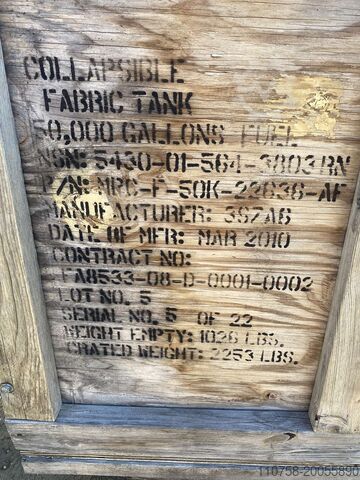 COLLAPSIBLE
FABRIC TANK
50,000 GALLONS FUEL
NSN: 5430-01-564-3803 RN
P/N: MPC-F-50K-22636-AF
MANUFACTURER: 3S7A6
DATE OF MFR: MAR 2010
CONTRACT NO:
FA8533-08-D-0001-0002
LOT NO. 5
SERIAL NO. 5 OF 22
WEIGHT EMPTY: 1026 LBS.
CRATED WEIGHT: 2253 LBS.
110758-20055890